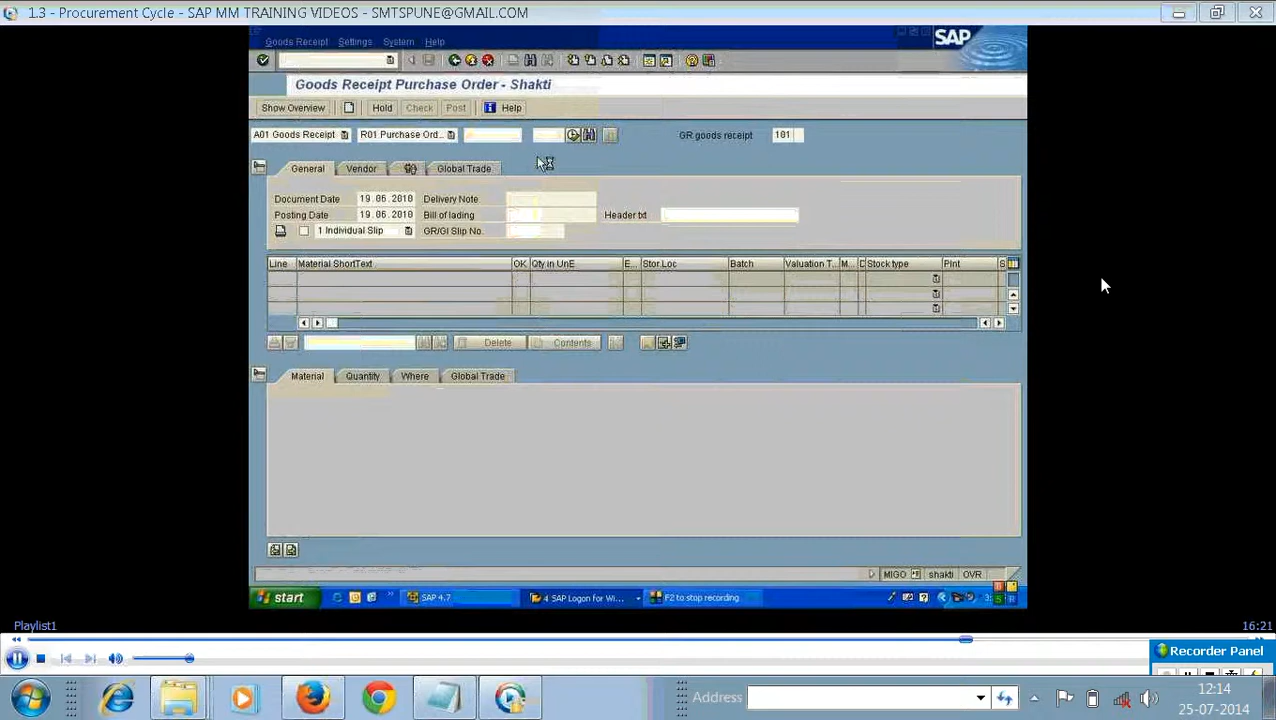 1.3 - Procurement Cycle - SAP MM TRAINING VIDEOS - SMTSPUNE@GMAIL.COM
Goods Receipt Settings System Help
SAP
Goods Receipt Purchase Order - Shakti
Show Overview Hold Check Post Help
A01 Goods Receipt R01 Purchase Ord... GR goods receipt 101
General Vendor Global Trade
Document Date 19.06.2010 Delivery Note
Posting Date 19.06.2010 Bill of lading Header txt
1 Individual Slip GR/GI Slip No.
Line Material ShortText OK Qty in UnE E... Stor.Loc Batch Valuation T... M... D Stock type Plnt S
Delete Contents
Material Quantity Where Global Trade
MIGO shakti OVR
start SAP 4.7 4 SAP Logon for Wi... F2 to stop recording
Playlist1 16:21
Recorder Panel
Address 12:14
25-07-2014